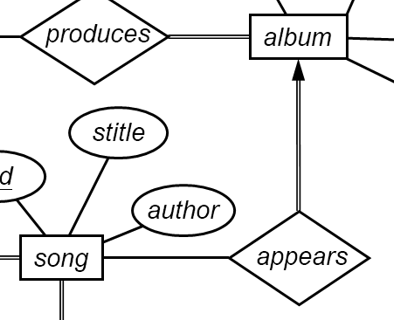 produces
album
stitle
d
author
song
appears